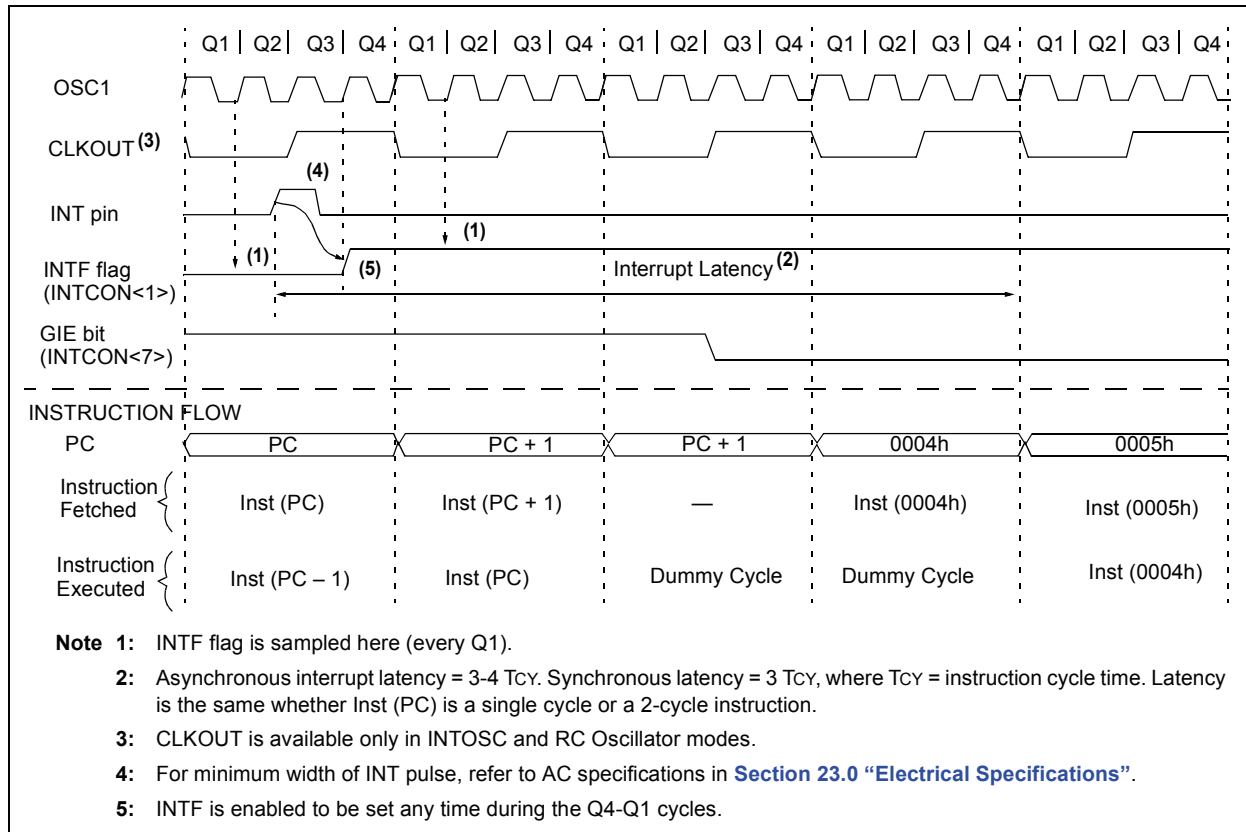 Q1 | Q2 | Q3 | Q4 Q1 | Q2 | Q3 | Q4 Q1 | Q2 | Q3 | Q4 Q1 | Q2 | Q3 | Q4 Q1 | Q2 | Q3 | Q4
OSC1
CLKOUT (3)
(4)
INT pin
(1)
(1)
INTF flag
(INTCON<1>)
(5)
Interrupt Latency (2)
GIE bit
(INTCON<7>)
INSTRUCTION FLOW
PC PC PC + 1 PC + 1 0004h 0005h
Instruction
Fetched
Inst (PC) Inst (PC + 1) — Inst (0004h) Inst (0005h)
Instruction
Executed
Inst (PC – 1) Inst (PC) Dummy Cycle Dummy Cycle Inst (0004h)
Note 1: INTF flag is sampled here (every Q1).
2: Asynchronous interrupt latency = 3-4 TCY. Synchronous latency = 3 TCY, where TCY = instruction cycle time. Latency
is the same whether Inst (PC) is a single cycle or a 2-cycle instruction.
3: CLKOUT is available only in INTOSC and RC Oscillator modes.
4: For minimum width of INT pulse, refer to AC specifications in Section 23.0 “Electrical Specifications”.
5: INTF is enabled to be set any time during the Q4-Q1 cycles.